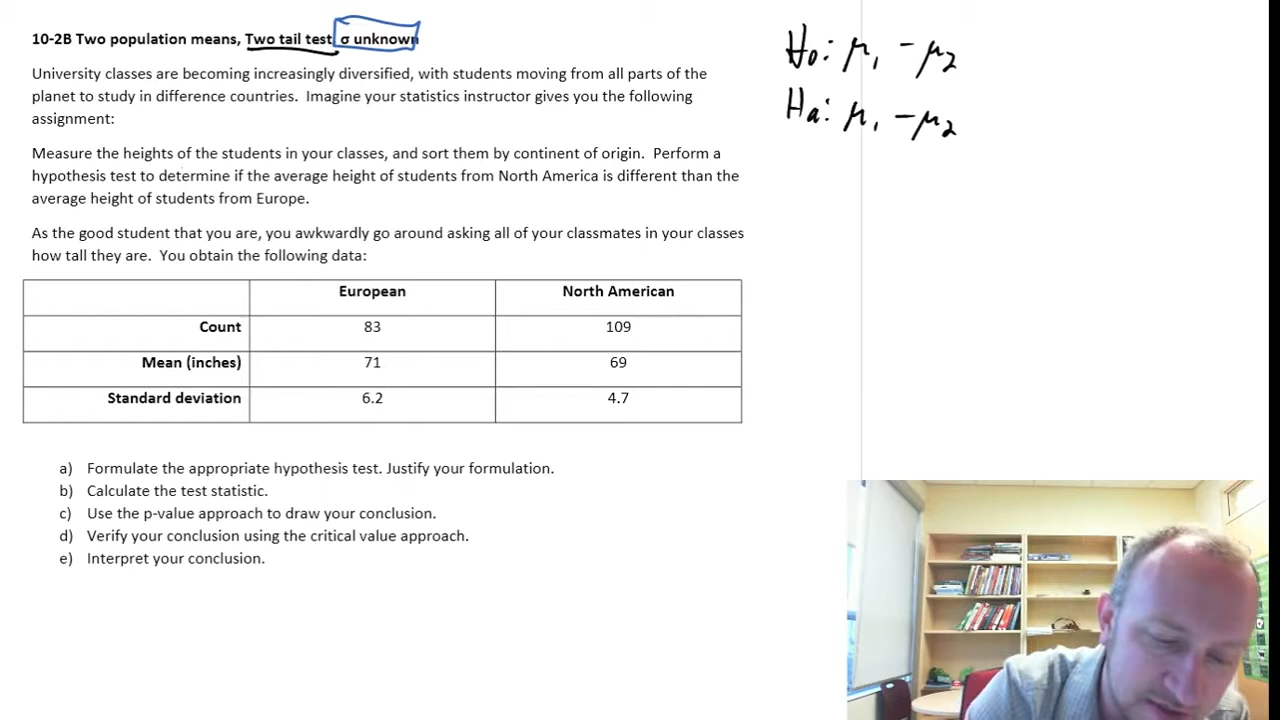 10-2B Two population means, Two tail test σ unknown
University classes are becoming increasingly diversified, with students moving from all parts of the
planet to study in difference countries. Imagine your statistics instructor gives you the following
assignment:
Measure the heights of the students in your classes, and sort them by continent of origin. Perform a
hypothesis test to determine if the average height of students from North America is different than the
average height of students from Europe.
As the good student that you are, you awkwardly go around asking all of your classmates in your classes
how tall they are. You obtain the following data:
European North American
Count 83 109
Mean (inches) 71 69
Standard deviation 6.2 4.7
a) Formulate the appropriate hypothesis test. Justify your formulation.
b) Calculate the test statistic.
c) Use the p-value approach to draw your conclusion.
d) Verify your conclusion using the critical value approach.
e) Interpret your conclusion.
Ho: μ₁ - μ₂
Ha: μ₁ - μ₂